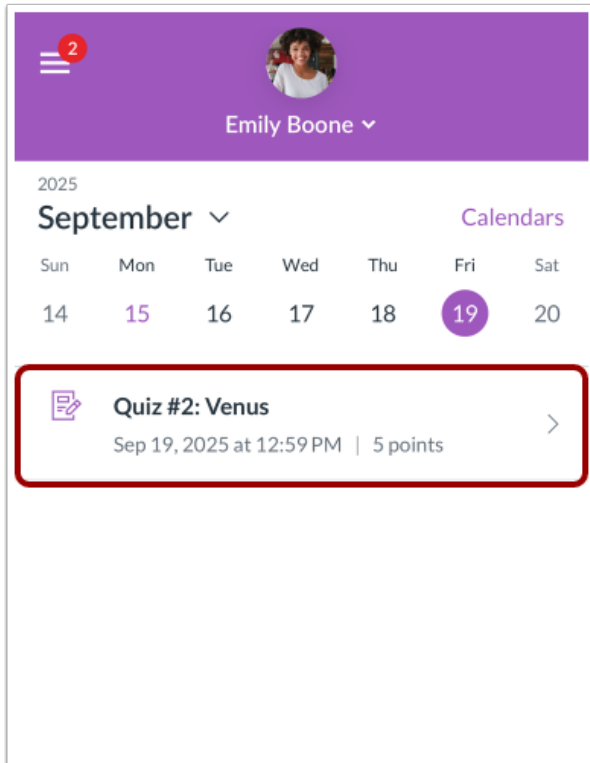 2
Emily Boone
2025
September
Calendars
Sun Mon Tue Wed Thu Fri Sat
14 15 16 17 18 19 20
Quiz #2: Venus
Sep 19, 2025 at 12:59 PM | 5 points